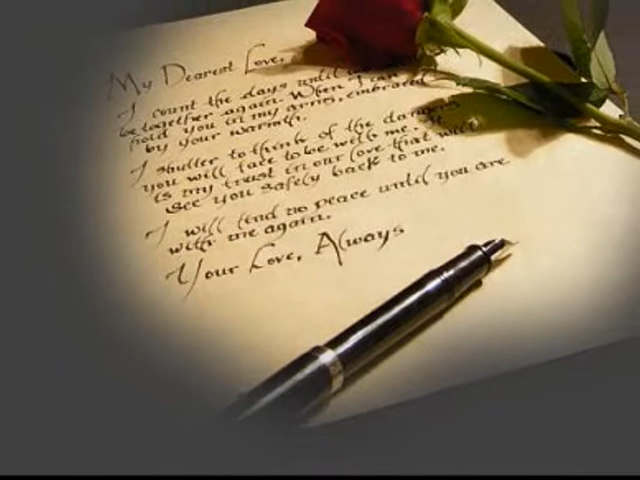 My Dearest Love,
I count the days until
be together again. When I can
hold you in my arms, embraced
by your warmth.
I shutter to think of the dangers
you will face to be with me. It
is my trust in our love that will
see you safely back to me.
I will find no peace until you are
with me again.
Your Love, Always